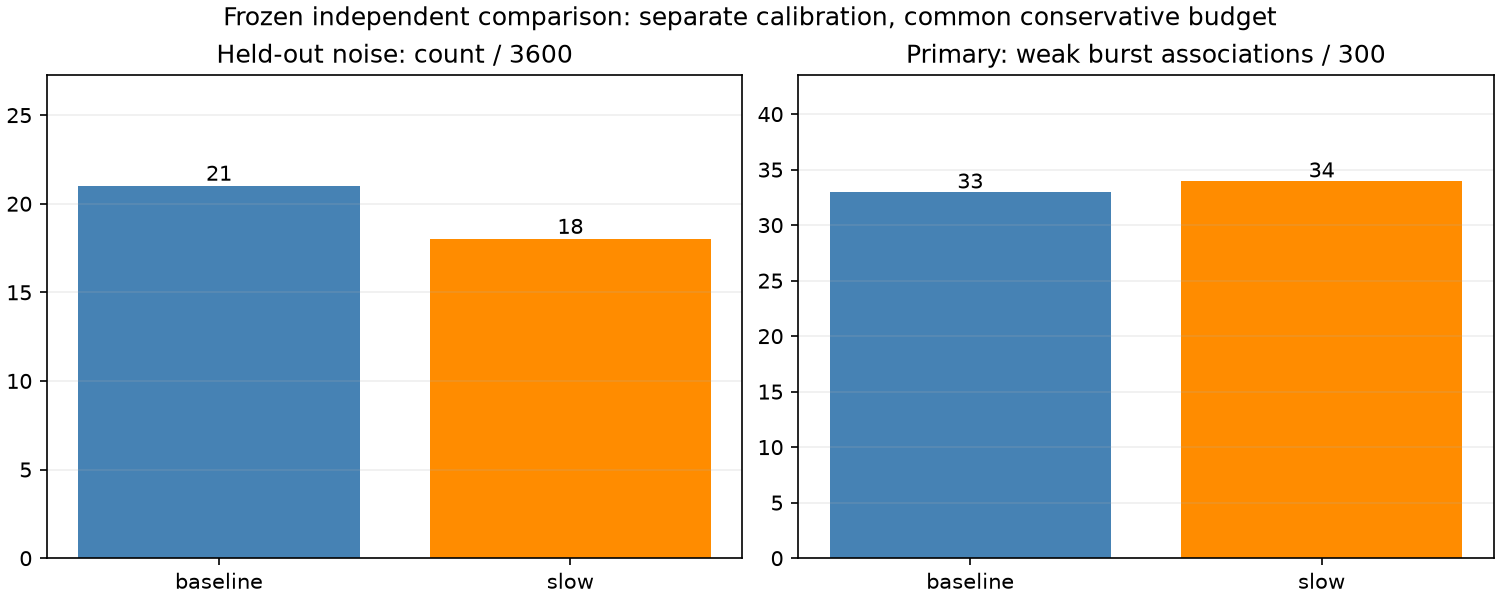 Frozen independent comparison: separate calibration, common conservative budget
Held-out noise: count / 3600
25
20
15
10
5
0
21
18
baseline
slow
Primary: weak burst associations / 300
40
35
30
25
20
15
10
5
0
33
34
baseline
slow